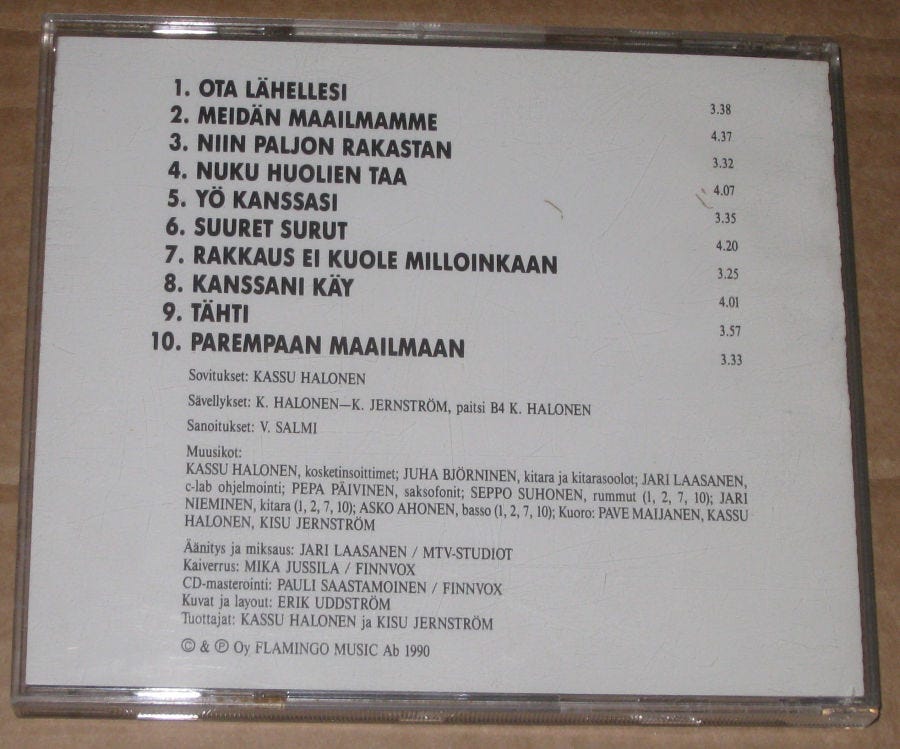 1. OTA LÄHELLESI 3.38
2. MEIDÄN MAAILMAMME 4.37
3. NIIN PALJON RAKASTAN 3.32
4. NUKU HUOLIEN TAA 4.07
5. YÖ KANSSASI 3.35
6. SUURET SURUT 4.20
7. RAKKAUS EI KUOLE MILLOINKAAN 3.25
8. KANSSANI KÄY 4.01
9. TÄHTI 3.57
10. PAREMPAAN MAAILMAAN 3.33
Sovitukset: KASSU HALONEN
Sävellykset: K. HALONEN—K. JERNSTRÖM, paitsi B4 K. HALONEN
Sanoitukset: V. SALMI
Muusikot:
KASSU HALONEN, kosketinsoittimet; JUHA BJÖRNINEN, kitara ja kitarasoolot; JARI LAASANEN,
c-lab ohjelmointi; PEPA PÄIVINEN, saksofonit; SEPPO SUHONEN, rummut (1, 2, 7, 10); JARI
NIEMINEN, kitara (1, 2, 7, 10); ASKO AHONEN, basso (1, 2, 7, 10); Kuoro: PAVE MAIJANEN, KASSU
HALONEN, KISU JERNSTRÖM
Äänitys ja miksaus: JARI LAASANEN / MTV-STUDIOT
Kaiverrus: MIKA JUSSILA / FINNVOX
CD-masterointi: PAULI SAASTAMOINEN / FINNVOX
Kuvat ja layout: ERIK UDDSTRÖM
Tuottajat: KASSU HALONEN ja KISU JERNSTRÖM
© & ℗ Oy FLAMINGO MUSIC Ab 1990